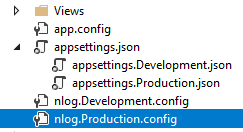 Views
app.config
appsettings.json
appsettings.Development.json
appsettings.Production.json
nlog.Development.config
nlog.Production.config